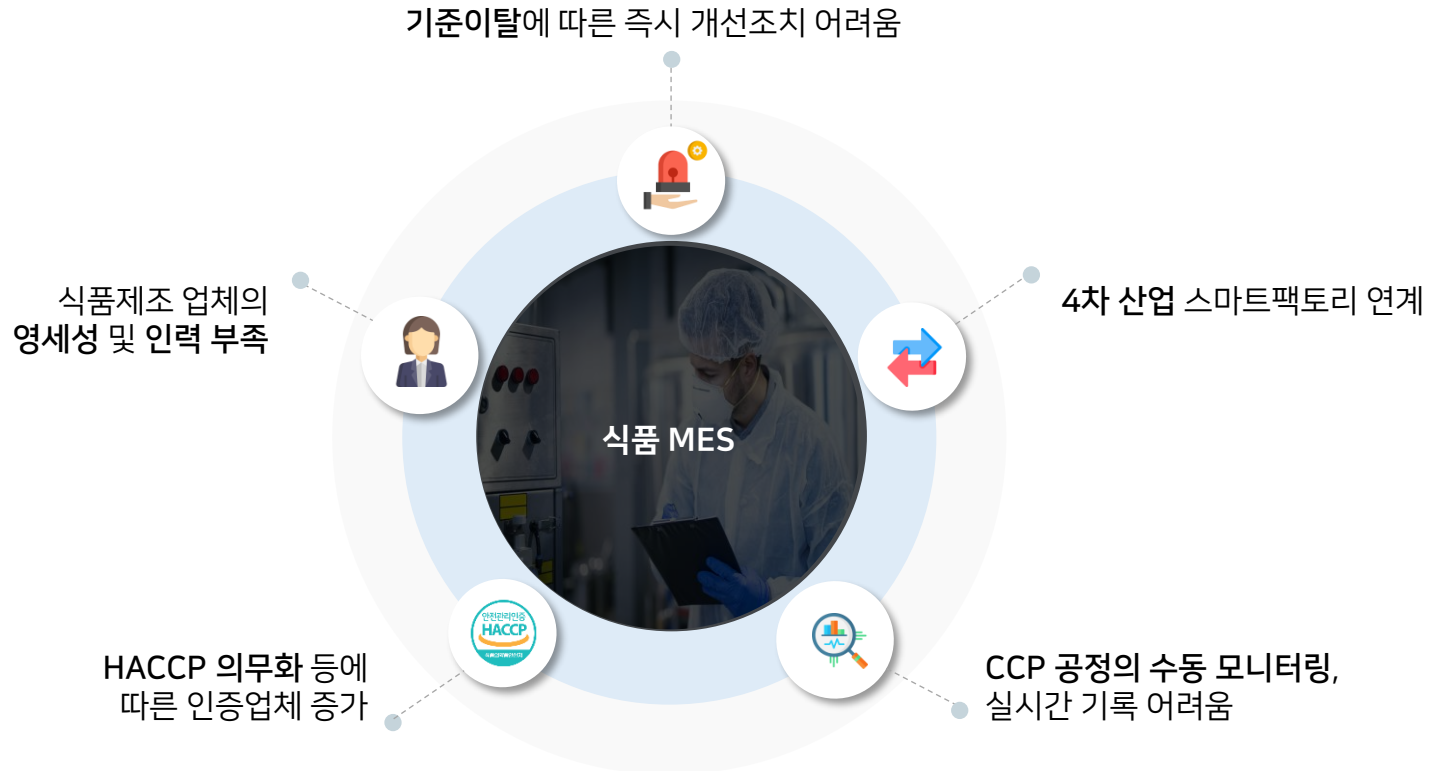 기준이탈에 따른 즉시 개선조치 어려움
식품제조 업체의
영세성 및 인력 부족
4차 산업 스마트팩토리 연계
식품 MES
안전관리인증
HACCP
HACCP 의무화 등에
따른 인증업체 증가
CCP 공정의 수동 모니터링,
실시간 기록 어려움